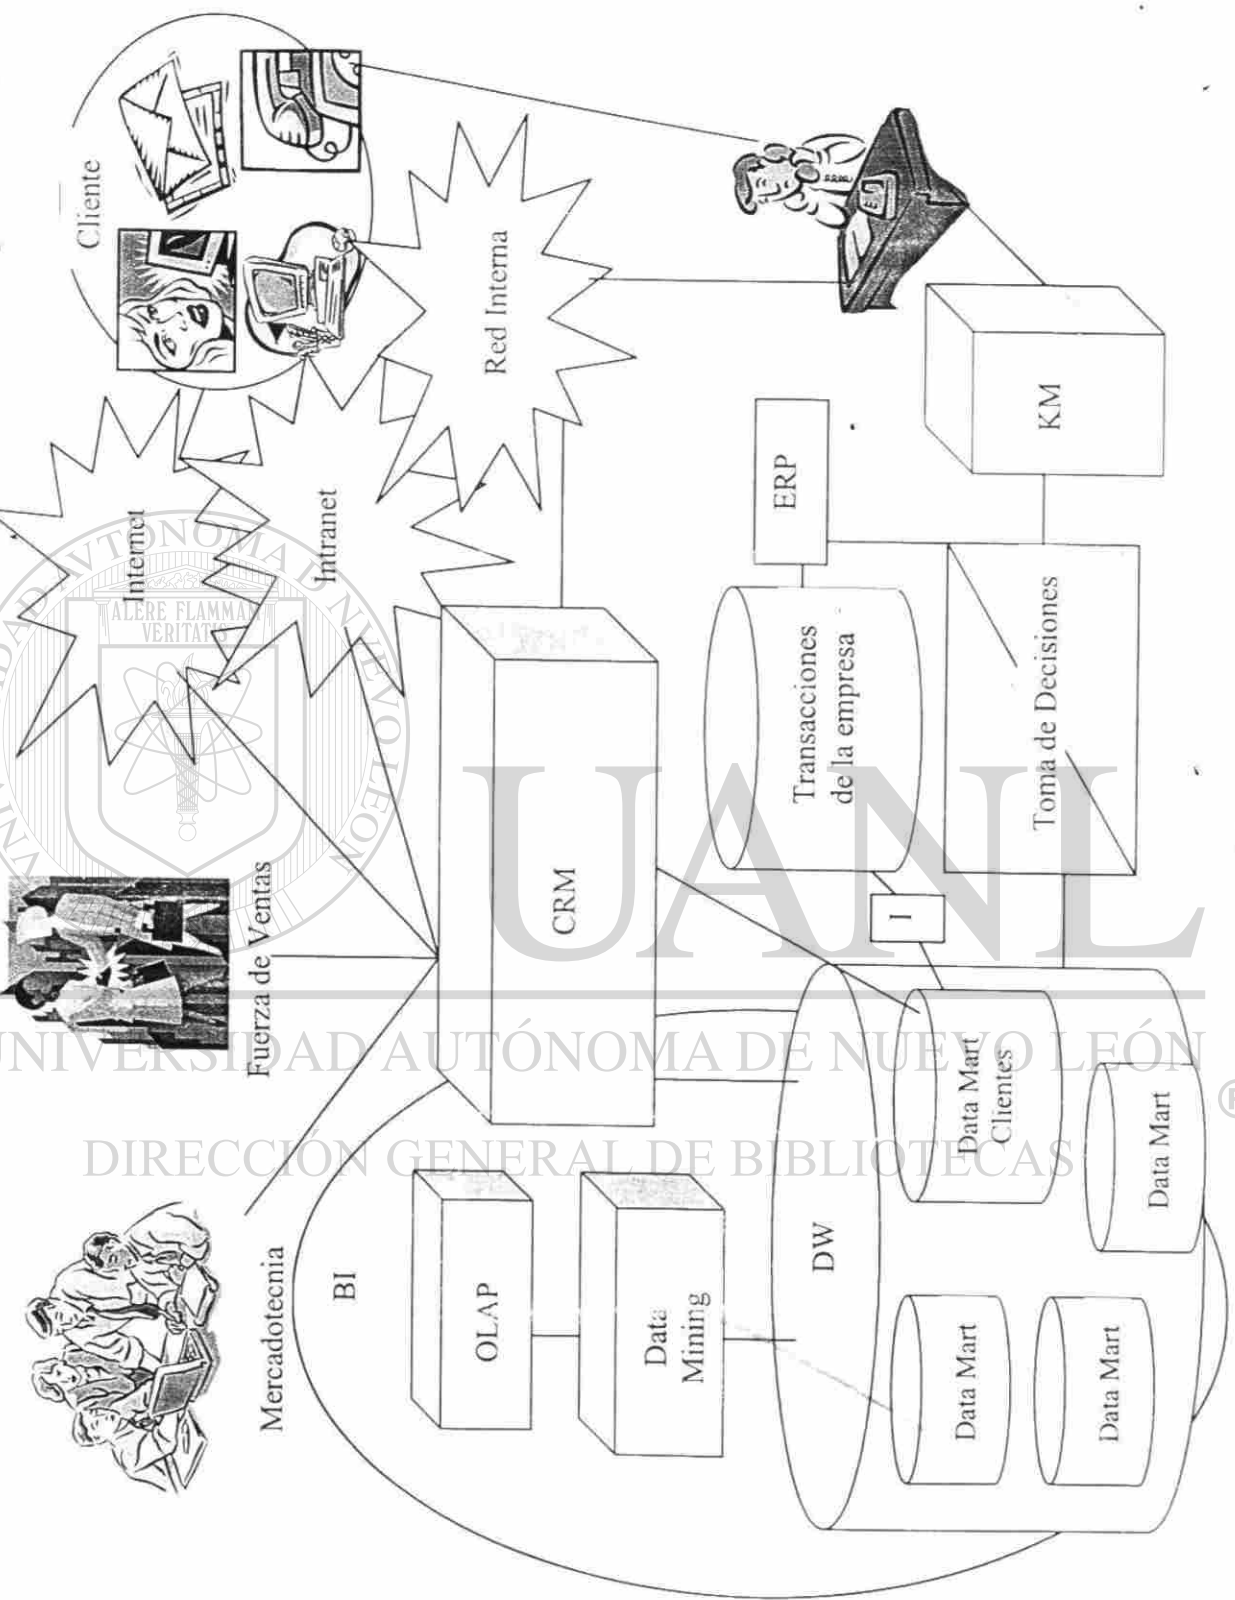 Mercadotecnia
Fuerza de Ventas
Internet
Cliente
Intranet
Red Interna
BI
OLAP
Data
Mining
CRM
DW
Data Mart
Data Mart
Data Mart
Clientes
Data Mart
I
Transacciones
de la empresa
ERP
Toma de Decisiones
KM
ALERE FLAMMAM
VERITATIS
UANL
UNIVERSIDAD AUTÓNOMA DE NUEVO LEÓN
®
DIRECCIÓN GENERAL DE BIBLIOTECAS